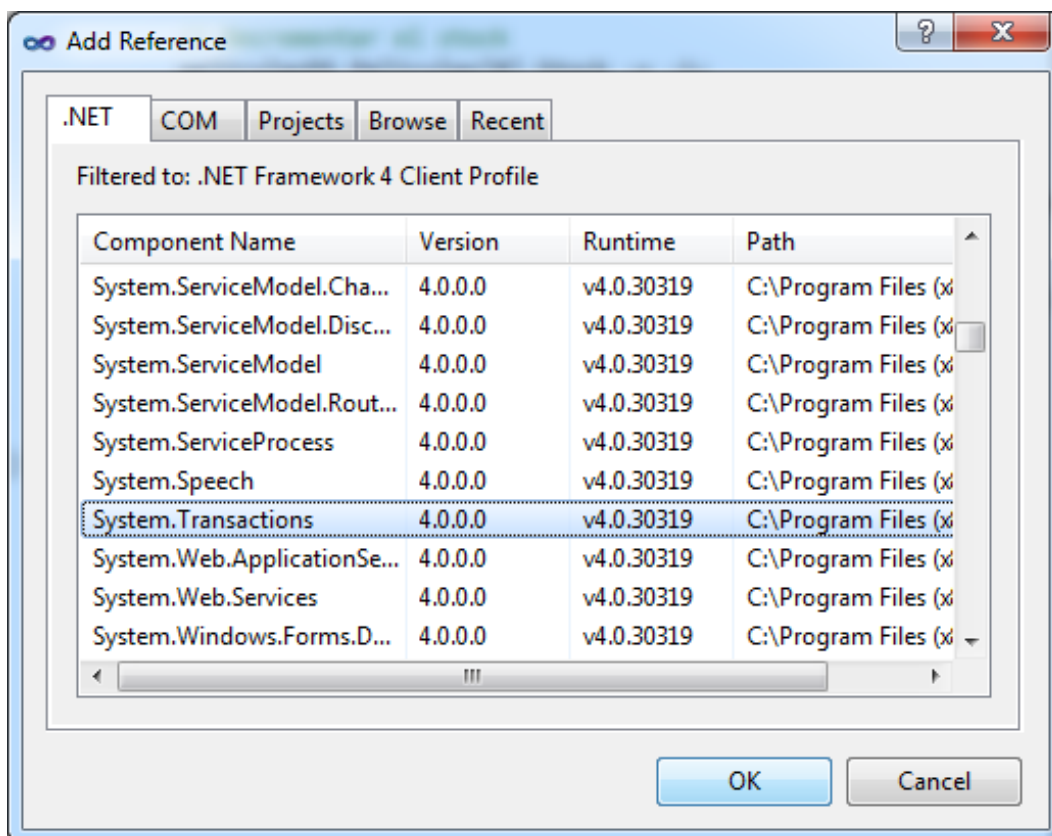 Add Reference
.NET COM Projects Browse Recent
Filtered to: .NET Framework 4 Client Profile
Component Name Version Runtime Path
System.ServiceModel.Cha... 4.0.0.0 v4.0.30319 C:\Program Files (x
System.ServiceModel.Disc... 4.0.0.0 v4.0.30319 C:\Program Files (x
System.ServiceModel 4.0.0.0 v4.0.30319 C:\Program Files (x
System.ServiceModel.Rout... 4.0.0.0 v4.0.30319 C:\Program Files (x
System.ServiceProcess 4.0.0.0 v4.0.30319 C:\Program Files (x
System.Speech 4.0.0.0 v4.0.30319 C:\Program Files (x
System.Transactions 4.0.0.0 v4.0.30319 C:\Program Files (x
System.Web.ApplicationSe... 4.0.0.0 v4.0.30319 C:\Program Files (x
System.Web.Services 4.0.0.0 v4.0.30319 C:\Program Files (x
System.Windows.Forms.D... 4.0.0.0 v4.0.30319 C:\Program Files (x
OK Cancel